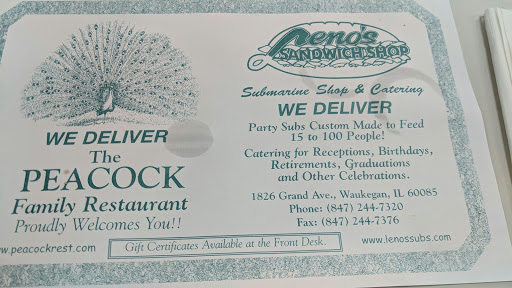 WE DELIVER
The
PEACOCK
Family Restaurant
Proudly Welcomes You!!
www.peacockrest.com
Gift Certificates Available at the Front Desk.
Leno's
SANDWICH SHOP
Submarine Shop & Catering
WE DELIVER
Party Subs Custom Made to Feed
15 to 100 People!
Catering for Receptions, Birthdays,
Retirements, Graduations
and Other Celebrations.
1826 Grand Ave., Waukegan, IL 60085
Phone: (847) 244-7320
Fax: (847) 244-7376
www.lenossubs.com